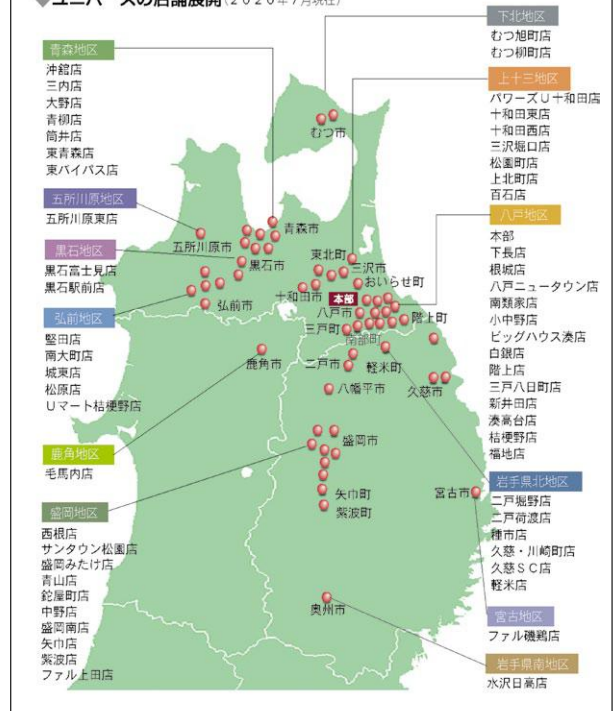 ◆ユニバースの店舗展開(2020年7月現在)
青森地区
沖館店
三内店
大野店
青柳店
筒井店
東青森店
東バイパス店
五所川原地区
五所川原東店
黒石地区
黒石富士見店
黒石駅前店
弘前地区
堅田店
南大町店
城東店
松原店
Uマート桔梗野店
鹿角地区
毛馬内店
盛岡地区
西根店
サンタウン松園店
盛岡みたけ店
青山店
鉈屋町店
中野店
盛岡南店
矢巾店
紫波店
ファル上田店
むつ市
青森市
五所川原市
黒石市
弘前市
東北町
三沢市
おいらせ町
十和田市
本部
八戸市
階上町
三戸町
南部町
鹿角市
二戸市
軽米町
八幡平市
久慈市
盛岡市
矢巾町
紫波町
宮古市
奥州市
下北地区
むつ旭町店
むつ柳町店
上十三地区
パワーズU十和田店
十和田東店
十和田西店
三沢堀口店
松園町店
上北町店
百石店
八戸地区
本部
下長店
根城店
八戸ニュータウン店
南類家店
小中野店
ビッグハウス湊店
白銀店
階上店
三戸八日町店
新井田店
湊高台店
桔梗野店
福地店
岩手県北地区
二戸堀野店
二戸荷渡店
種市店
久慈・川崎町店
久慈SC店
軽米店
宮古地区
ファル磯鶏店
岩手県南地区
水沢日高店